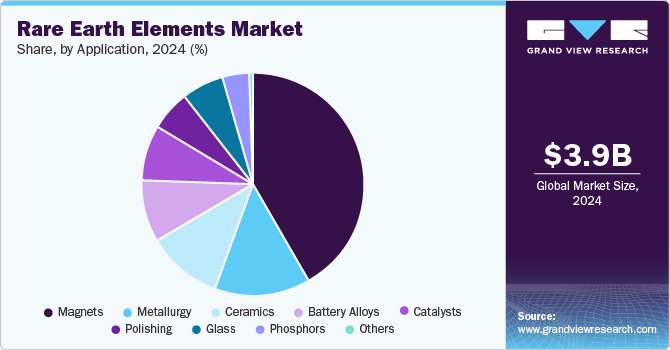 Rare Earth Elements Market
Share, by Application, 2024 (%)
Magnets
Metallurgy
Ceramics
Battery Alloys
Catalysts
Polishing
Glass
Phosphors
Others
GRAND VIEW RESEARCH
$3.9B
Global Market Size,
2024
Source:
www.grandviewresearch.com